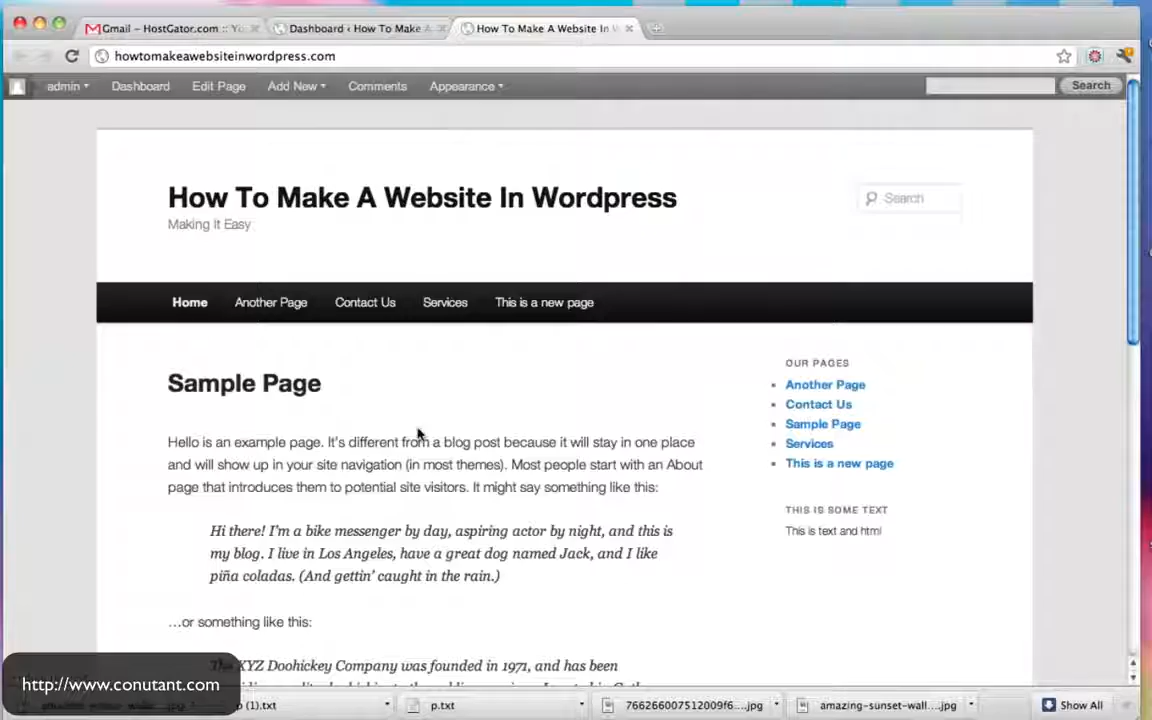 Gmail – HostGator.com :: Yo
Dashboard ‹ How To Make A
How To Make A Website In W
howtomakeawebsiteinwordpress.com
admin Dashboard Edit Page Add New Comments Appearance Search
How To Make A Website In Wordpress
Making It Easy
Search
Home Another Page Contact Us Services This is a new page
Sample Page
Hello is an example page. It's different from a blog post because it will stay in one place
and will show up in your site navigation (in most themes). Most people start with an About
page that introduces them to potential site visitors. It might say something like this:
Hi there! I'm a bike messenger by day, aspiring actor by night, and this is
my blog. I live in Los Angeles, have a great dog named Jack, and I like
piña coladas. (And gettin' caught in the rain.)
…or something like this:
The XYZ Doohickey Company was founded in 1971, and has been
OUR PAGES
Another Page
Contact Us
Sample Page
Services
This is a new page
THIS IS SOME TEXT
This is text and html
http://www.conutant.com
p (1).txt
p.txt
766266007512009f6....jpg
amazing-sunset-wall....jpg
Show All